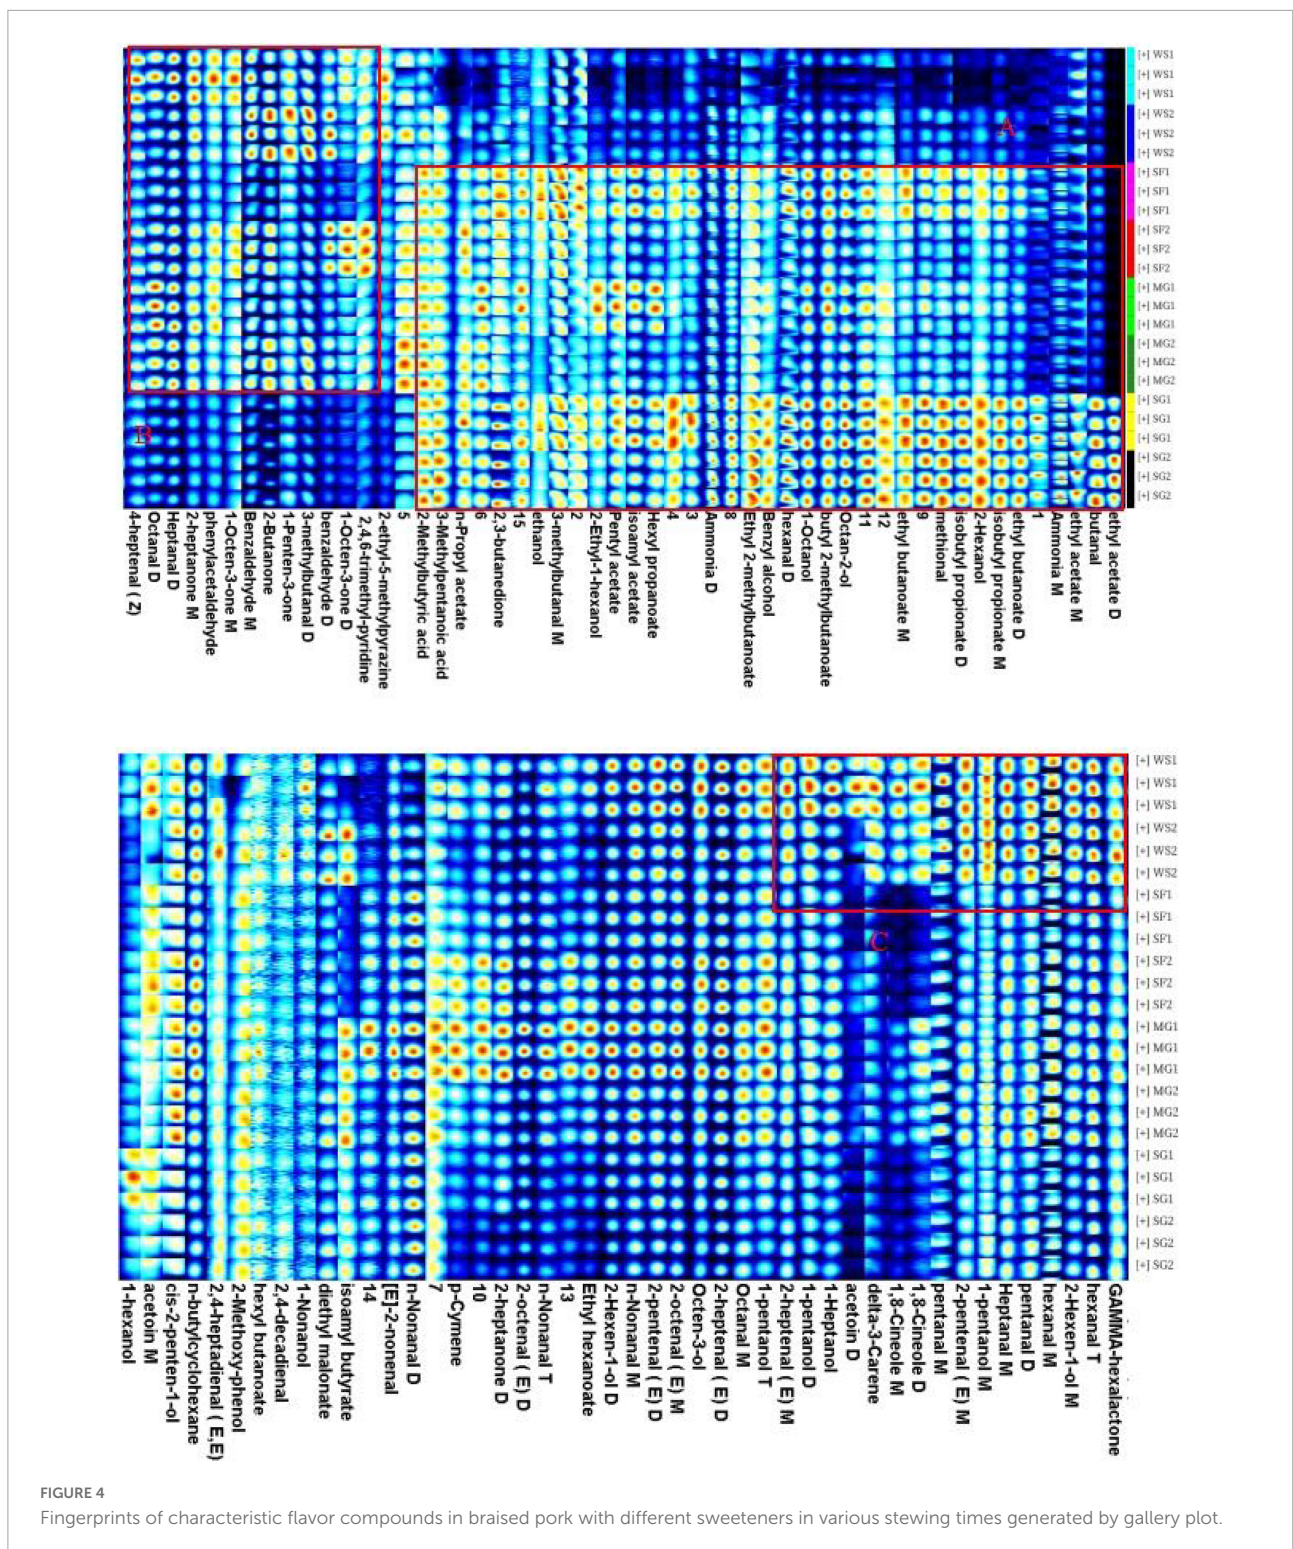 [+] WS1
[+] WS1
[+] WS1
[+] WS2
A
[+] WS2
[+] WS2
[+] SF1
[+] SF1
[+] SF1
[+] SF2
[+] SF2
[+] SF2
[+] MG1
[+] MG1
[+] MG1
[+] MG2
[+] MG2
[+] MG2
[+] SG1
[+] SG1
B
[+] SG1
[+] SG2
[+] SG2
[+] SG2
4-heptenal ( Z)
Octanal D
Heptanal D
2-heptanone M
phenylacetaldehyde
1-Octen-3-one M
Benzaldehyde M
2-Butanone
1-Penten-3-one
3-methylbutanal D
benzaldehyde D
1-Octen-3-one D
2,4,6-trimethyl-pyridine
2-ethyl-5-methylpyrazine
5
2-Methylbutyric acid
3-Methylpentanoic acid
n-Propyl acetate
6
2,3-butanedione
15
ethanol
3-methylbutanal M
2
2-Ethyl-1-hexanol
Pentyl acetate
isoamyl acetate
Hexyl propanoate
4
3
Ammonia D
8
Ethyl 2-methylbutanoate
Benzyl alcohol
hexanal D
1-Octanol
butyl 2-methylbutanoate
Octan-2-ol
11
12
ethyl butanoate M
9
methional
isobutyl propionate D
2-Hexanol
isobutyl propionate M
ethyl butanoate D
1
Ammonia M
ethyl acetate M
butanal
ethyl acetate D
[+] WS1
[+] WS1
[+] WS1
[+] WS2
[+] WS2
[+] WS2
[+] SF1
[+] SF1
[+] SF1
C
[+] SF2
[+] SF2
[+] SF2
[+] MG1
[+] MG1
[+] MG1
[+] MG2
[+] MG2
[+] MG2
[+] SG1
[+] SG1
[+] SG1
[+] SG2
[+] SG2
[+] SG2
1-hexanol
acetoin M
cis-2-penten-1-ol
n-butylcyclohexane
2,4-heptadienal ( E,E)
2-Methoxy-phenol
hexyl butanoate
2,4-decadienal
1-Nonanol
diethyl malonate
isoamyl butyrate
14
[E]-2-nonenal
n-Nonanal D
7
p-Cymene
10
2-heptanone D
2-octenal ( E) D
n-Nonanal T
13
Ethyl hexanoate
2-Hexen-1-ol D
n-Nonanal M
2-pentenal ( E) D
2-octenal ( E) M
Octen-3-ol
2-heptenal ( E) D
Octanal M
1-pentanol T
2-heptenal ( E) M
1-pentanol D
1-Heptanol
acetoin D
delta-3-Carene
1,8-Cineole M
1,8-Cineole D
pentanal M
2-pentenal ( E) M
1-pentanol M
Heptanal M
pentanal D
hexanal M
2-Hexen-1-ol M
hexanal T
GAMMA-hexalactone
FIGURE 4
Fingerprints of characteristic flavor compounds in braised pork with different sweeteners in various stewing times generated by gallery plot.